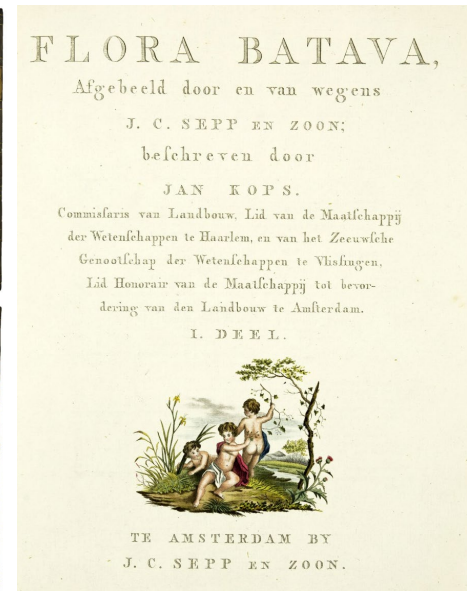 FLORA BATAVA,
Afgebeeld door en van wegens
J. C. SEPP EN ZOON;
beſchreven door
JAN KOPS.
Commiſſaris van Landbouw, Lid van de Maatſchappij
der Wetenſchappen te Haarlem, en van het Zeeuwſche
Genootſchap der Wetenſchappen te Vliſſingen,
Lid Honorair van de Maatſchappij tot bevor-
dering van den Landbouw te Amſterdam.
I. DEEL.
TE AMSTERDAM BY
J. C. SEPP EN ZOON.